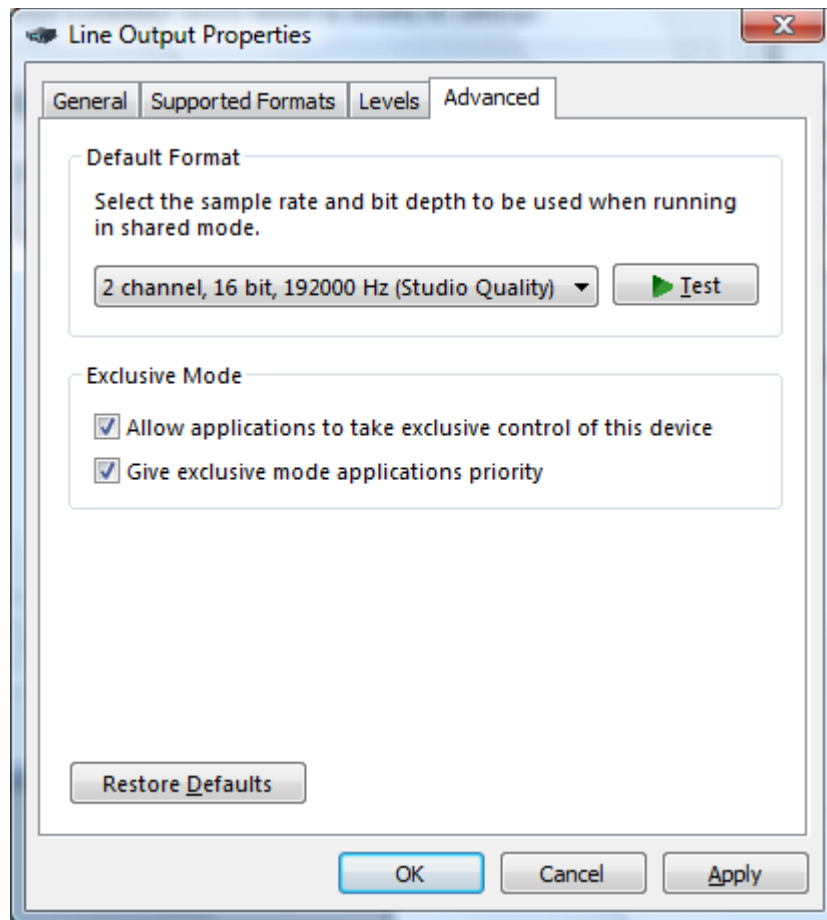 Line Output Properties
General Supported Formats Levels Advanced
Default Format
Select the sample rate and bit depth to be used when running
in shared mode.
2 channel, 16 bit, 192000 Hz (Studio Quality) Test
Exclusive Mode
Allow applications to take exclusive control of this device
Give exclusive mode applications priority
Restore Defaults
OK Cancel Apply